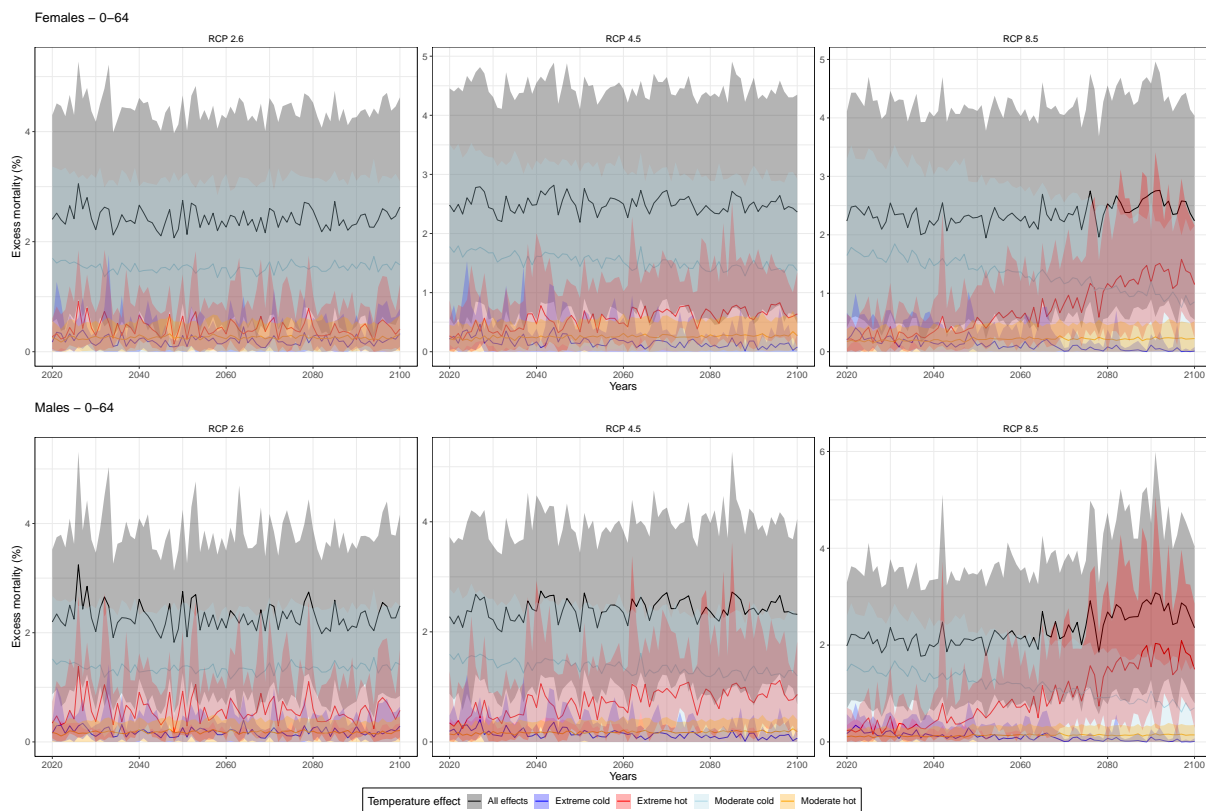 Females − 0−64
RCP 2.6 RCP 4.5 RCP 8.5
Excess mortality (%)
0 2 4
0 1 2 3 4 5
0 1 2 3 4 5
2020 2040 2060 2080 2100 2020 2040 2060 2080 2100 2020 2040 2060 2080 2100
Years
Males − 0−64
RCP 2.6 RCP 4.5 RCP 8.5
Excess mortality (%)
0 2 4
0 2 4
0 2 4 6
2020 2040 2060 2080 2100 2020 2040 2060 2080 2100 2020 2040 2060 2080 2100
Years
Temperature effect All effects Extreme cold Extreme hot Moderate cold Moderate hot